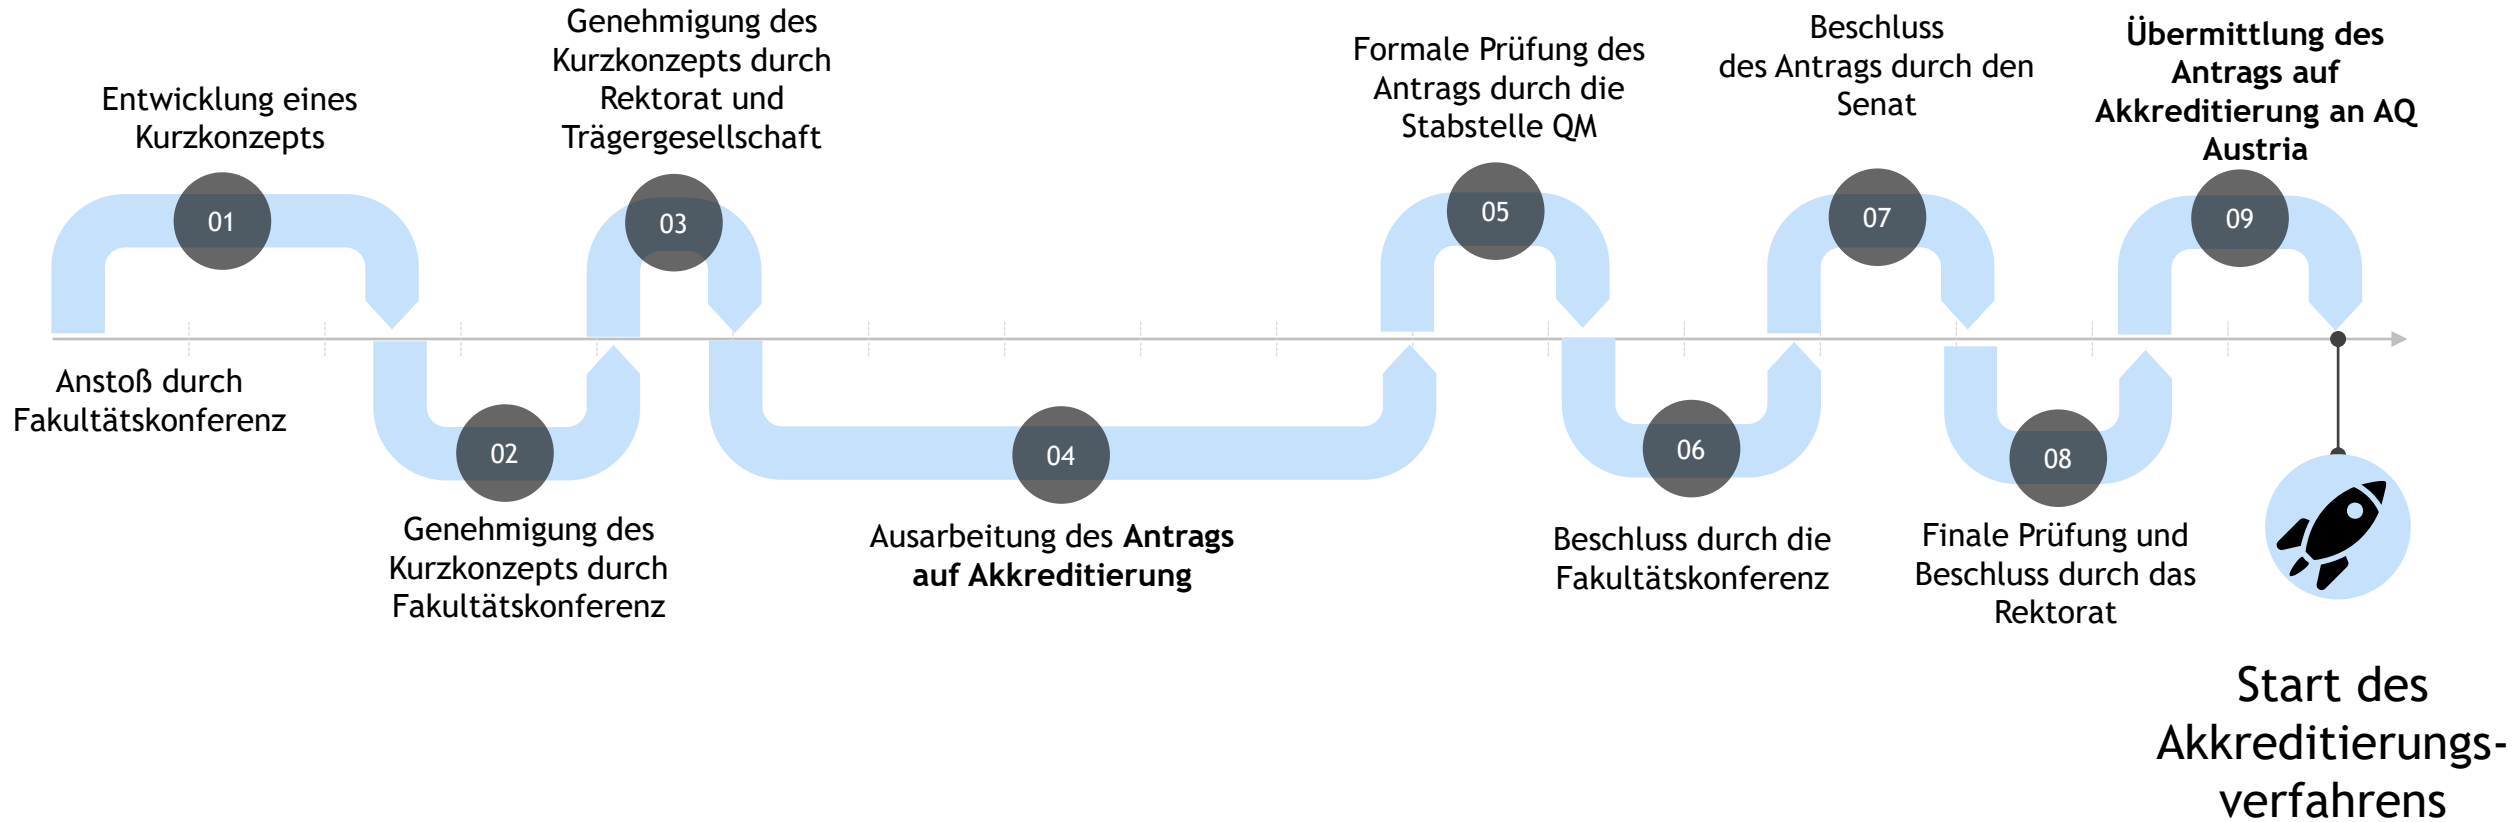 Anstoß durch
Fakultätskonferenz
Entwicklung eines
Kurzkonzepts
01
02
Genehmigung des
Kurzkonzepts durch
Fakultätskonferenz
Genehmigung des
Kurzkonzepts durch
Rektorat und
Trägergesellschaft
03
04
Ausarbeitung des Antrags
auf Akkreditierung
Formale Prüfung des
Antrags durch die
Stabstelle QM
05
06
Beschluss durch die
Fakultätskonferenz
Beschluss
des Antrags durch den
Senat
07
08
Finale Prüfung und
Beschluss durch das
Rektorat
Übermittlung des
Antrags auf
Akkreditierung an AQ
Austria
09
Start des
Akkreditierungs-
verfahrens